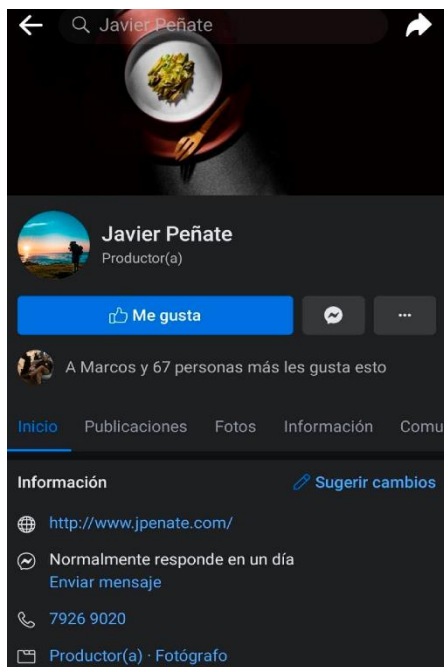 Javier Peñate
Javier Peñate
Productor(a)
Me gusta
A Marcos y 67 personas más les gusta esto
Inicio Publicaciones Fotos Información Comu
Información Sugerir cambios
http://www.jpenate.com/
Normalmente responde en un día
Enviar mensaje
7926 9020
Productor(a) · Fotógrafo